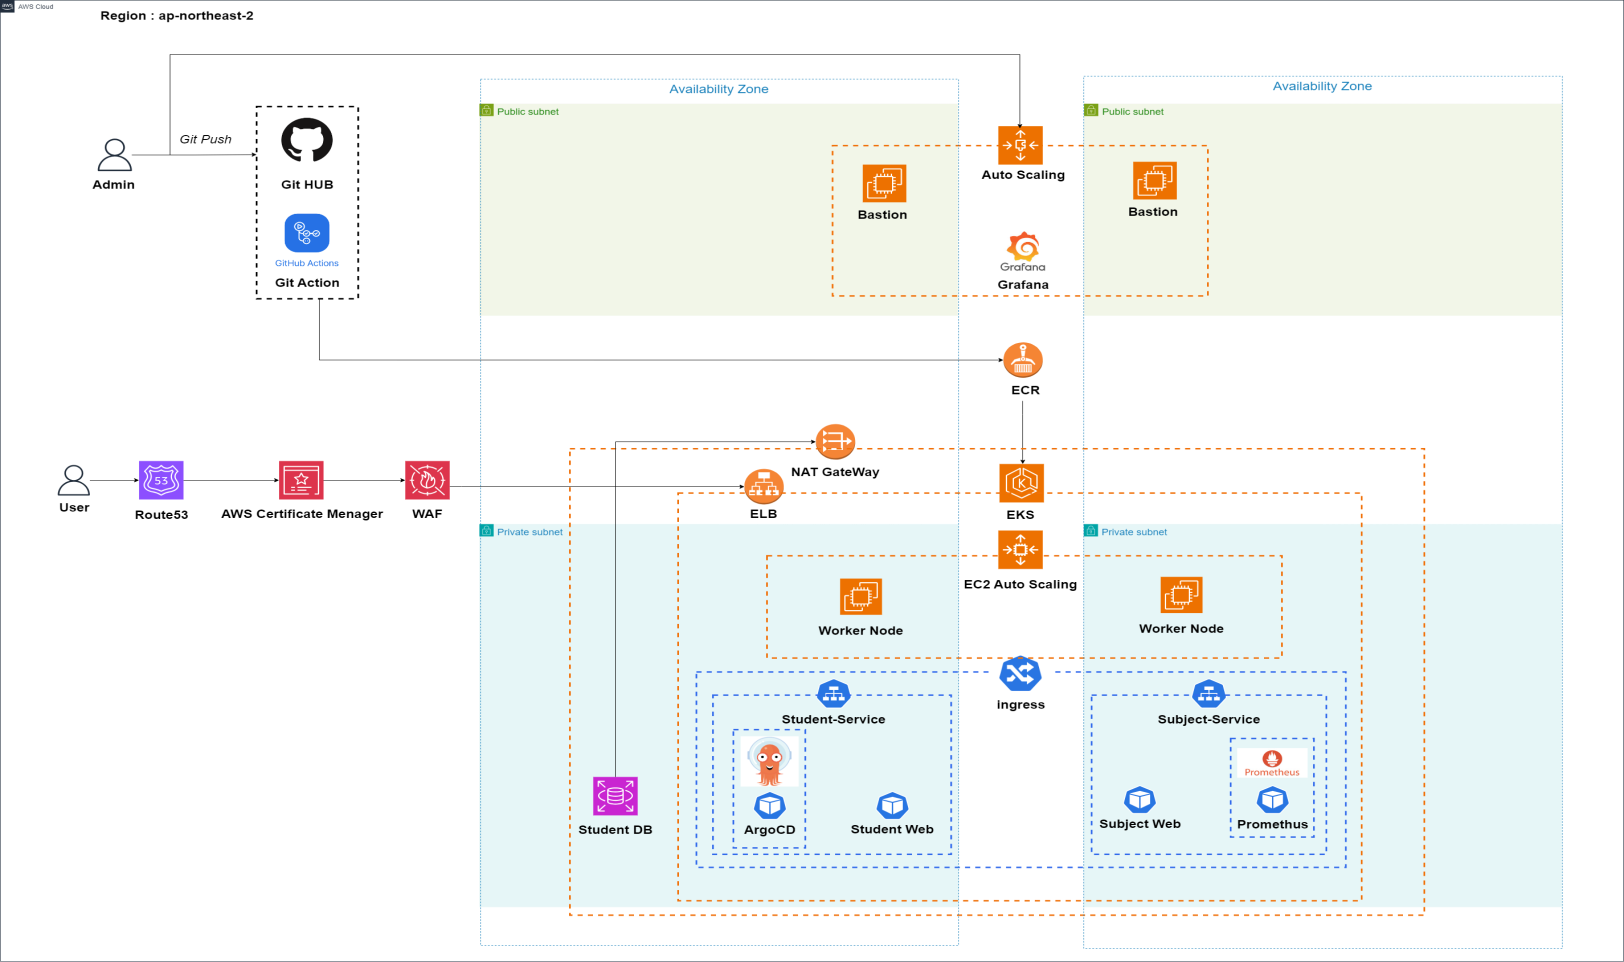 aws
AWS Cloud
Region : ap-northeast-2
Availability Zone
Availability Zone
Public subnet
Public subnet
Git Push
Admin
Git HUB
GitHub Actions
Git Action
Auto Scaling
Bastion
Bastion
Grafana
Grafana
ECR
NAT GateWay
User
53
Route53
AWS Certificate Menager
WAF
ELB
K
EKS
Private subnet
Private subnet
EC2 Auto Scaling
Worker Node
Worker Node
ingress
Student-Service
Subject-Service
Prometheus
Student DB
ArgoCD
Student Web
Subject Web
Promethus